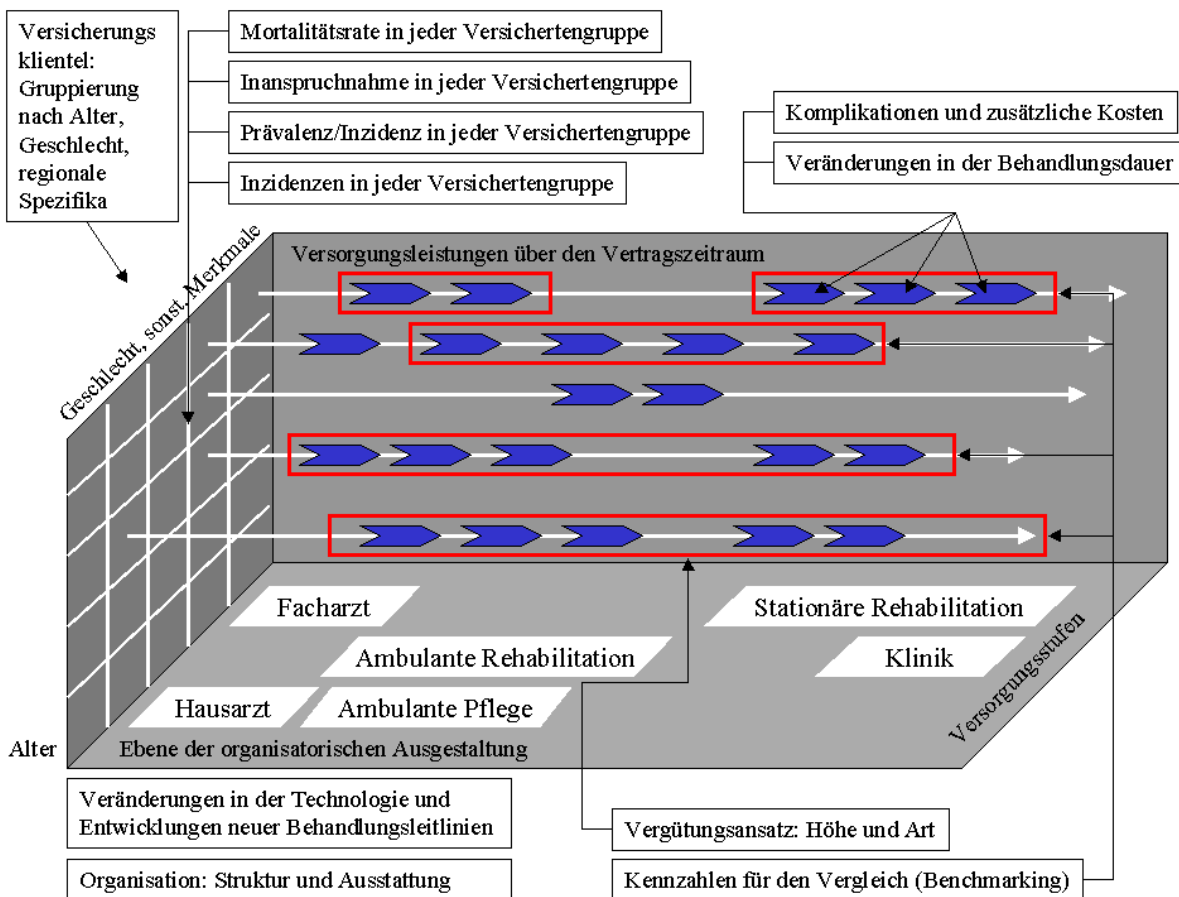 Versicherungs
klientel:
Gruppierung
nach Alter,
Geschlecht,
regionale
Spezifika
Mortalitätsrate in jeder Versichertengruppe
Inanspruchnahme in jeder Versichertengruppe
Prävalenz/Inzidenz in jeder Versichertengruppe
Inzidenzen in jeder Versichertengruppe
Komplikationen und zusätzliche Kosten
Veränderungen in der Behandlungsdauer
Geschlecht, sonst. Merkmale
Versorgungsleistungen über den Vertragszeitraum
Facharzt
Stationäre Rehabilitation
Ambulante Rehabilitation
Klinik
Hausarzt
Ambulante Pflege
Versorgungsstufen
Alter
Ebene der organisatorischen Ausgestaltung
Veränderungen in der Technologie und
Entwicklungen neuer Behandlungsleitlinien
Vergütungsansatz: Höhe und Art
Organisation: Struktur und Ausstattung
Kennzahlen für den Vergleich (Benchmarking)